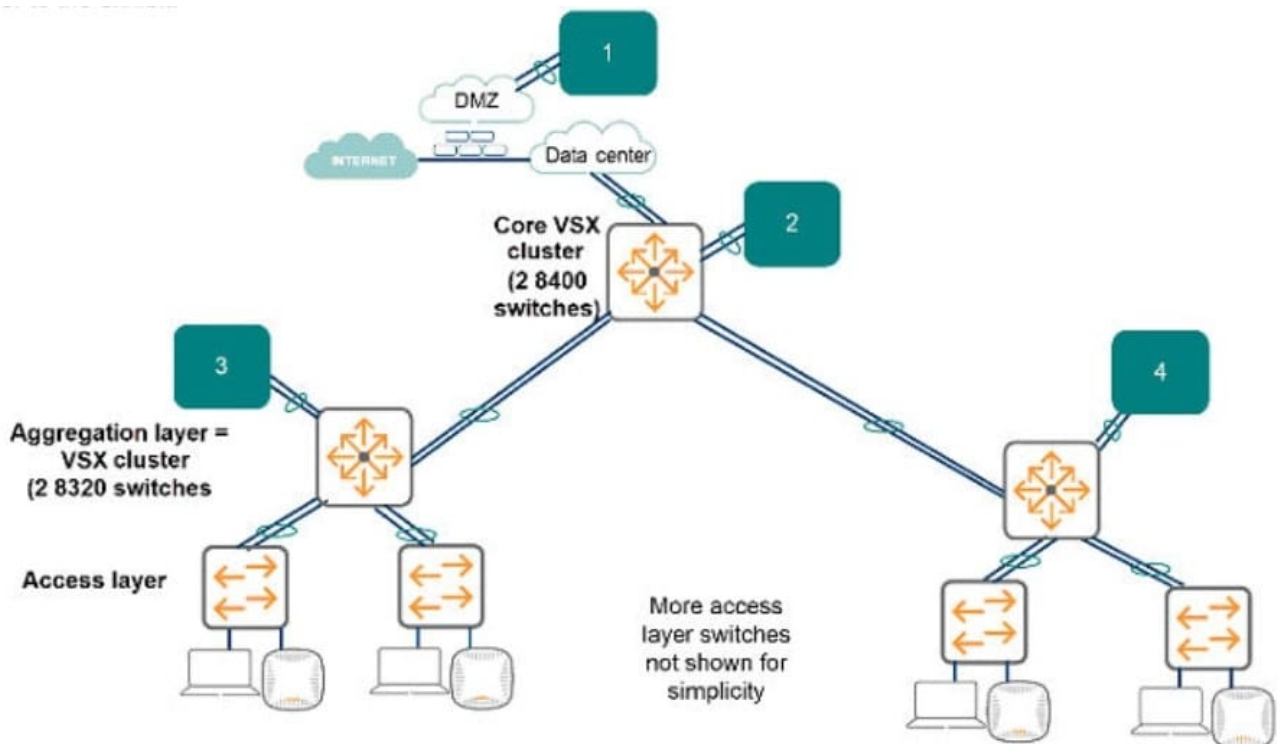 1
DMZ
INTERNET
Data center
2
Core VSX
cluster
(2 8400
switches)
3
4
Aggregation layer =
VSX cluster
(2 8320 switches
Access layer
More access
layer switches
not shown for
simplicity